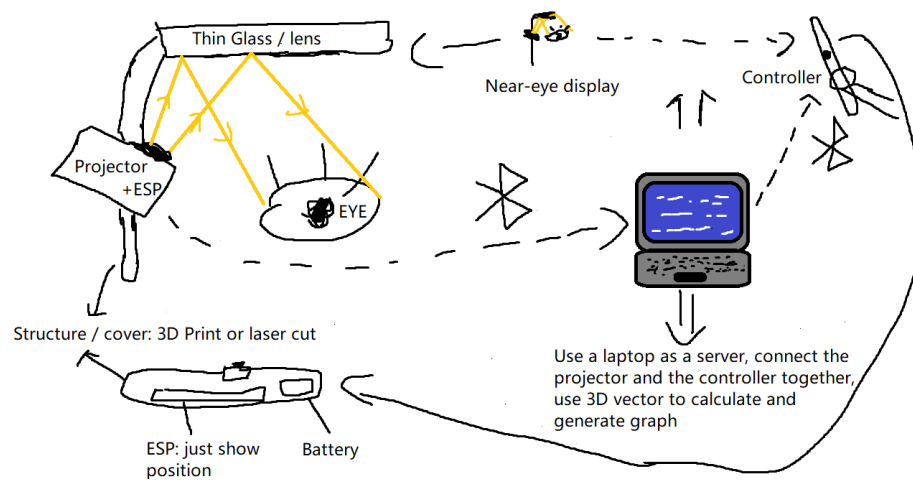 Thin Glass / lens
Near-eye display
Controller
Projector
+ESP
EYE
Structure / cover: 3D Print or laser cut
Use a laptop as a server, connect the
projector and the controller together,
use 3D vector to calculate and
generate graph
ESP: just show
position
Battery